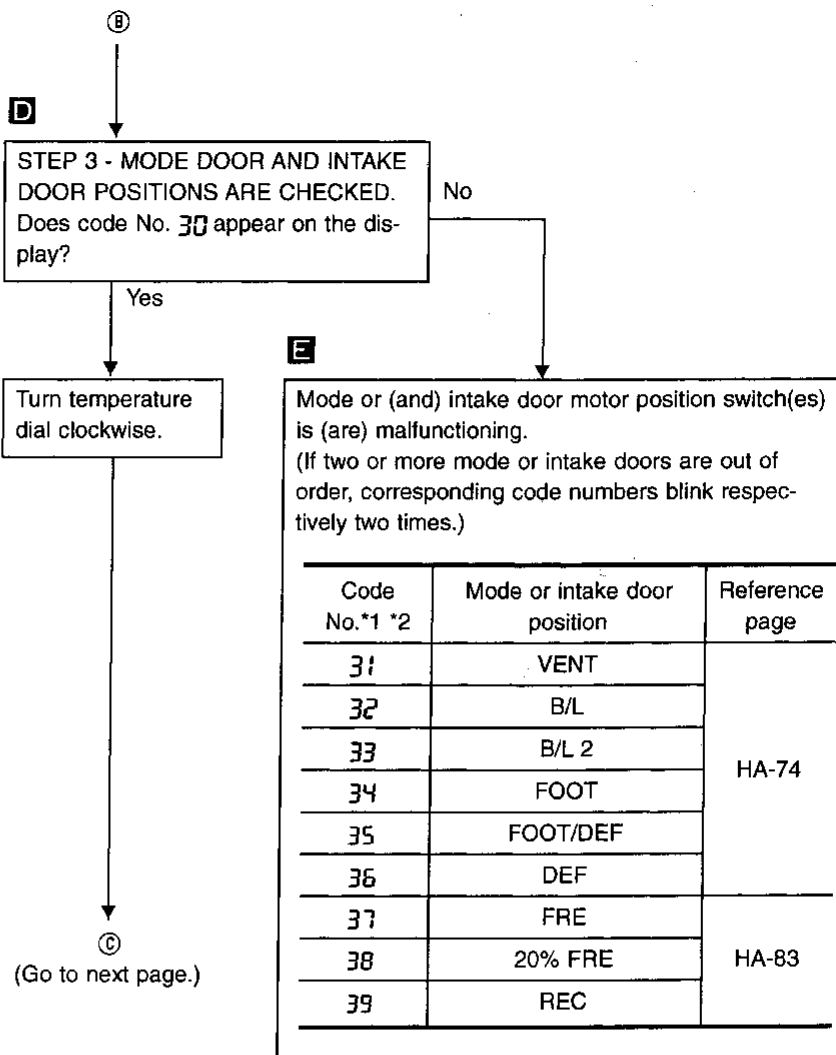 Ⓑ
D
STEP 3 - MODE DOOR AND INTAKE
DOOR POSITIONS ARE CHECKED.
Does code No. 30 appear on the dis-
play?
No
Yes
Turn temperature
dial clockwise.
Ⓒ
(Go to next page.)
E
Mode or (and) intake door motor position switch(es)
is (are) malfunctioning.
(If two or more mode or intake doors are out of
order, corresponding code numbers blink respec-
tively two times.)
Code No.*1 *2 Mode or intake door position Reference page
31 VENT HA-74
32 B/L
33 B/L 2
34 FOOT
35 FOOT/DEF
36 DEF
37 FRE HA-83
38 20% FRE
39 REC